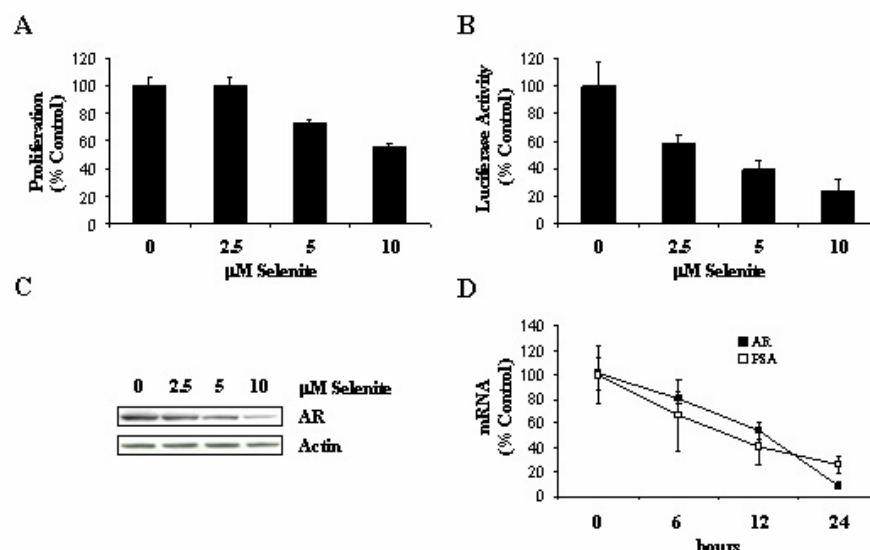 A
120
100
80
60
40
20
0
Proliferation
(% Control)
0 2.5 5 10
µM Selenite
B
120
100
80
60
40
20
0
Luciferase Activity
(% Control)
0 2.5 5 10
µM Selenite
C
0 2.5 5 10 µM Selenite
AR
Actin
D
140
120
100
80
60
40
20
0
mRNA
(% Control)
AR
PSA
0 6 12 24
hours